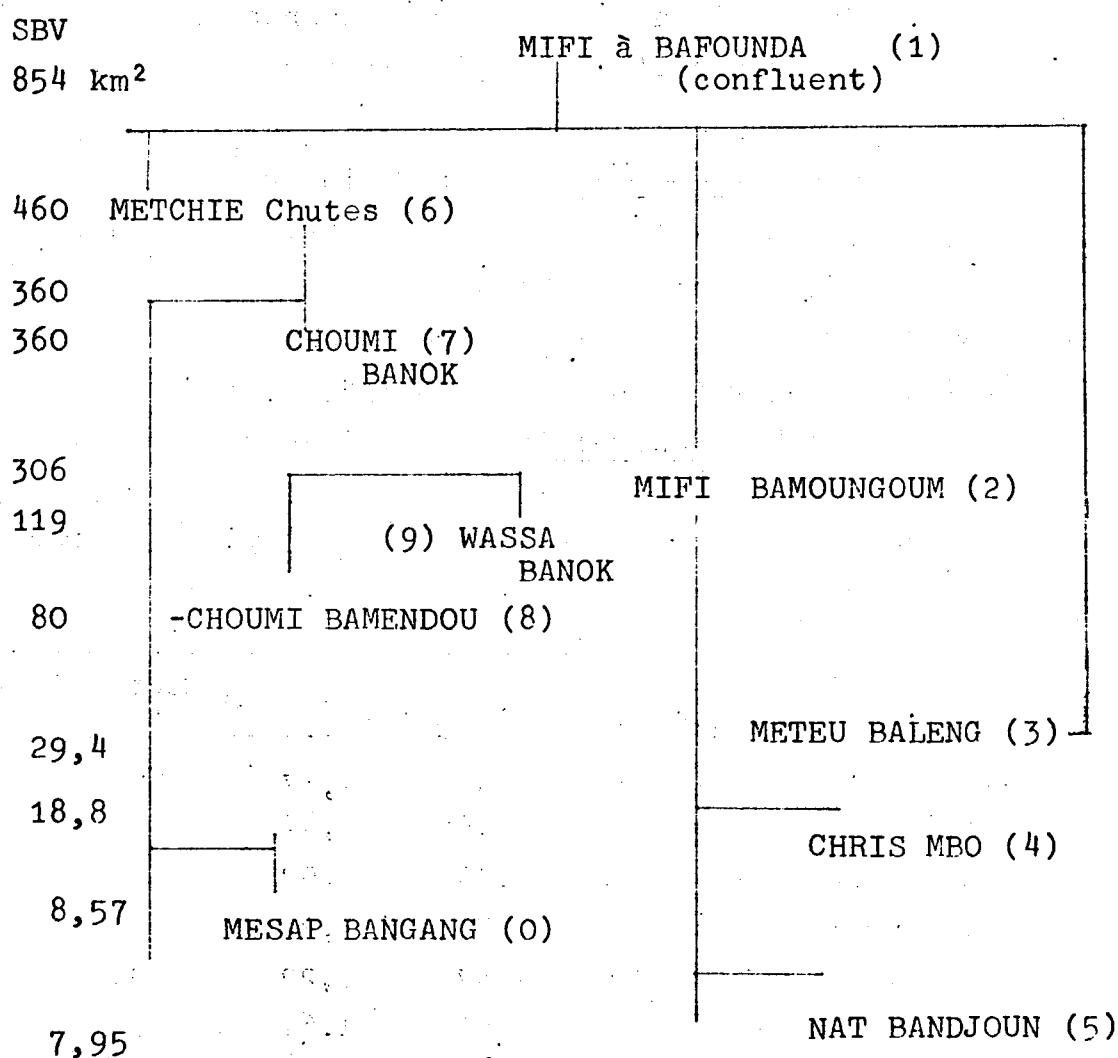 SBV
MIFI à BAFOUNDA (1)
854 km²
(confluent)
460 METCHIE Chutes (6)
360
360 CHOUMI (7)
BANOK
306
MIFI BAMOUNGOUM (2)
119
(9) WASSA
BANOK
80 -CHOUMI BAMENDOU (8)
METEU BALENG (3)
29,4
18,8
CHRIS MBO (4)
8,57
MESAP BANGANG (0)
NAT BANDJOUN (5)
7,95